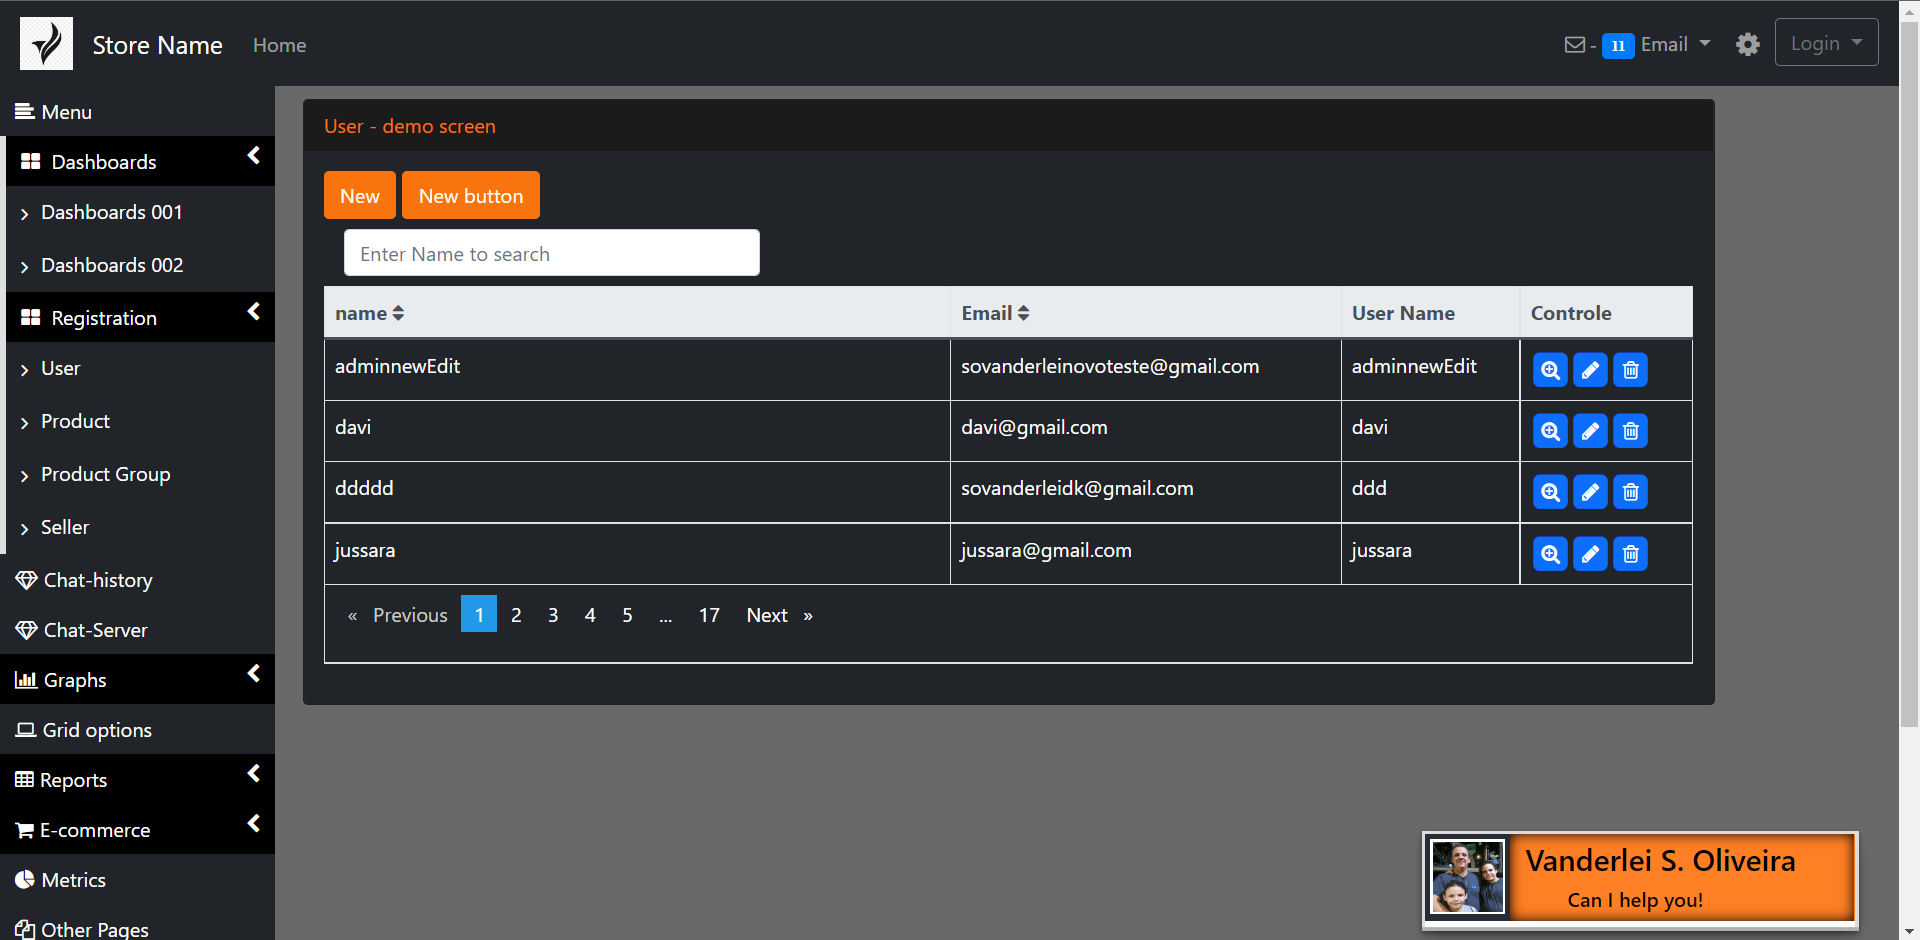 Store Name Home - 11 Email Login
Menu
Dashboards
Dashboards 001
Dashboards 002
Registration
User
Product
Product Group
Seller
Chat-history
Chat-Server
Graphs
Grid options
Reports
E-commerce
Metrics
Other Pages
User - demo screen
New New button
Enter Name to search
name Email User Name Controle
adminnewEdit sovanderleinovoteste@gmail.com adminnewEdit
davi davi@gmail.com davi
ddddd sovanderleidk@gmail.com ddd
jussara jussara@gmail.com jussara
« Previous 1 2 3 4 5 ... 17 Next »
Vanderlei S. Oliveira
Can I help you!